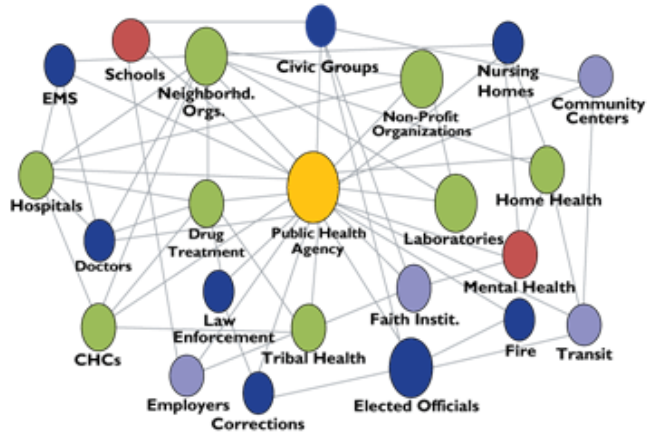 Schools
EMS
Neighborhd.
Orgs.
Civic Groups
Non-Profit
Organizations
Nursing
Homes
Community
Centers
Hospitals
Doctors
Drug
Treatment
Public Health
Agency
Laboratories
Home Health
Mental Health
CHCs
Law
Enforcement
Tribal Health
Faith Instit.
Fire
Transit
Employers
Corrections
Elected Officials